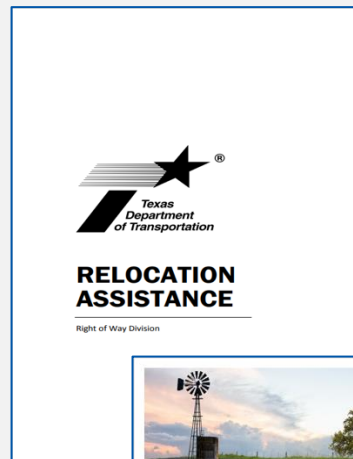 ®
Texas
Department
of Transportation
RELOCATION
ASSISTANCE
Right of Way Division